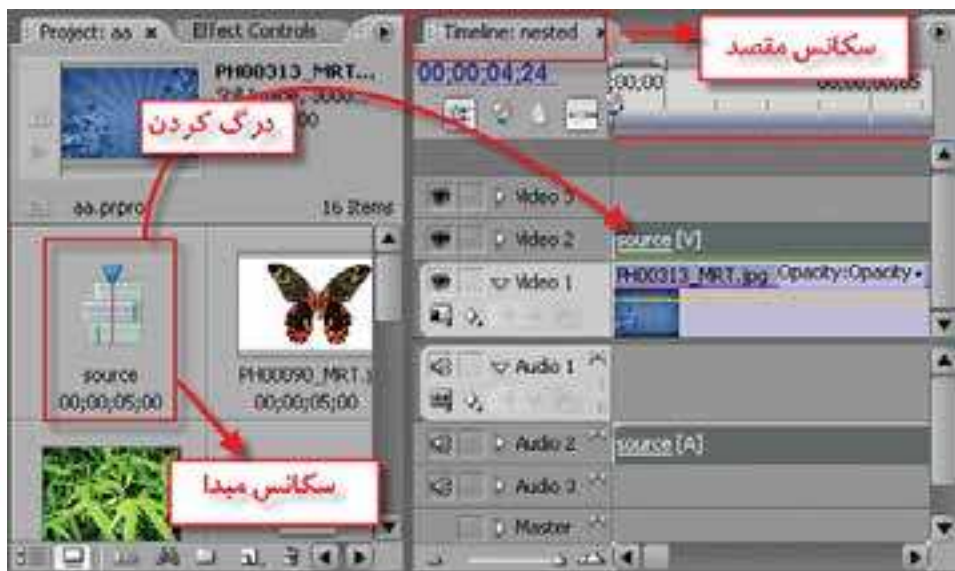 Project: aa
Effect Controls
PH00313_MRT...
درگ کردن
aa.prproj
16 Items
source
00;00;05;00
00;00;05;00
سکانس مبدا
Timeline: nested
سکانس مقصد
00;00;04;24
;00;00
Video 3
Video 2
source [V]
Video 1
PH00313_MRT.jpg Opacity:Opacity
Audio 1
Audio 2
source [A]
Audio 3
Master